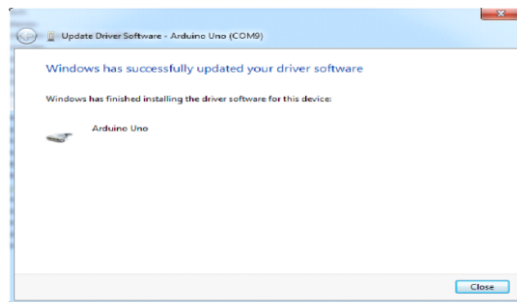 Update Driver Software - Arduino Uno (COM9)
Windows has successfully updated your driver software
Windows has finished installing the driver software for this device:
Arduino Uno
Close